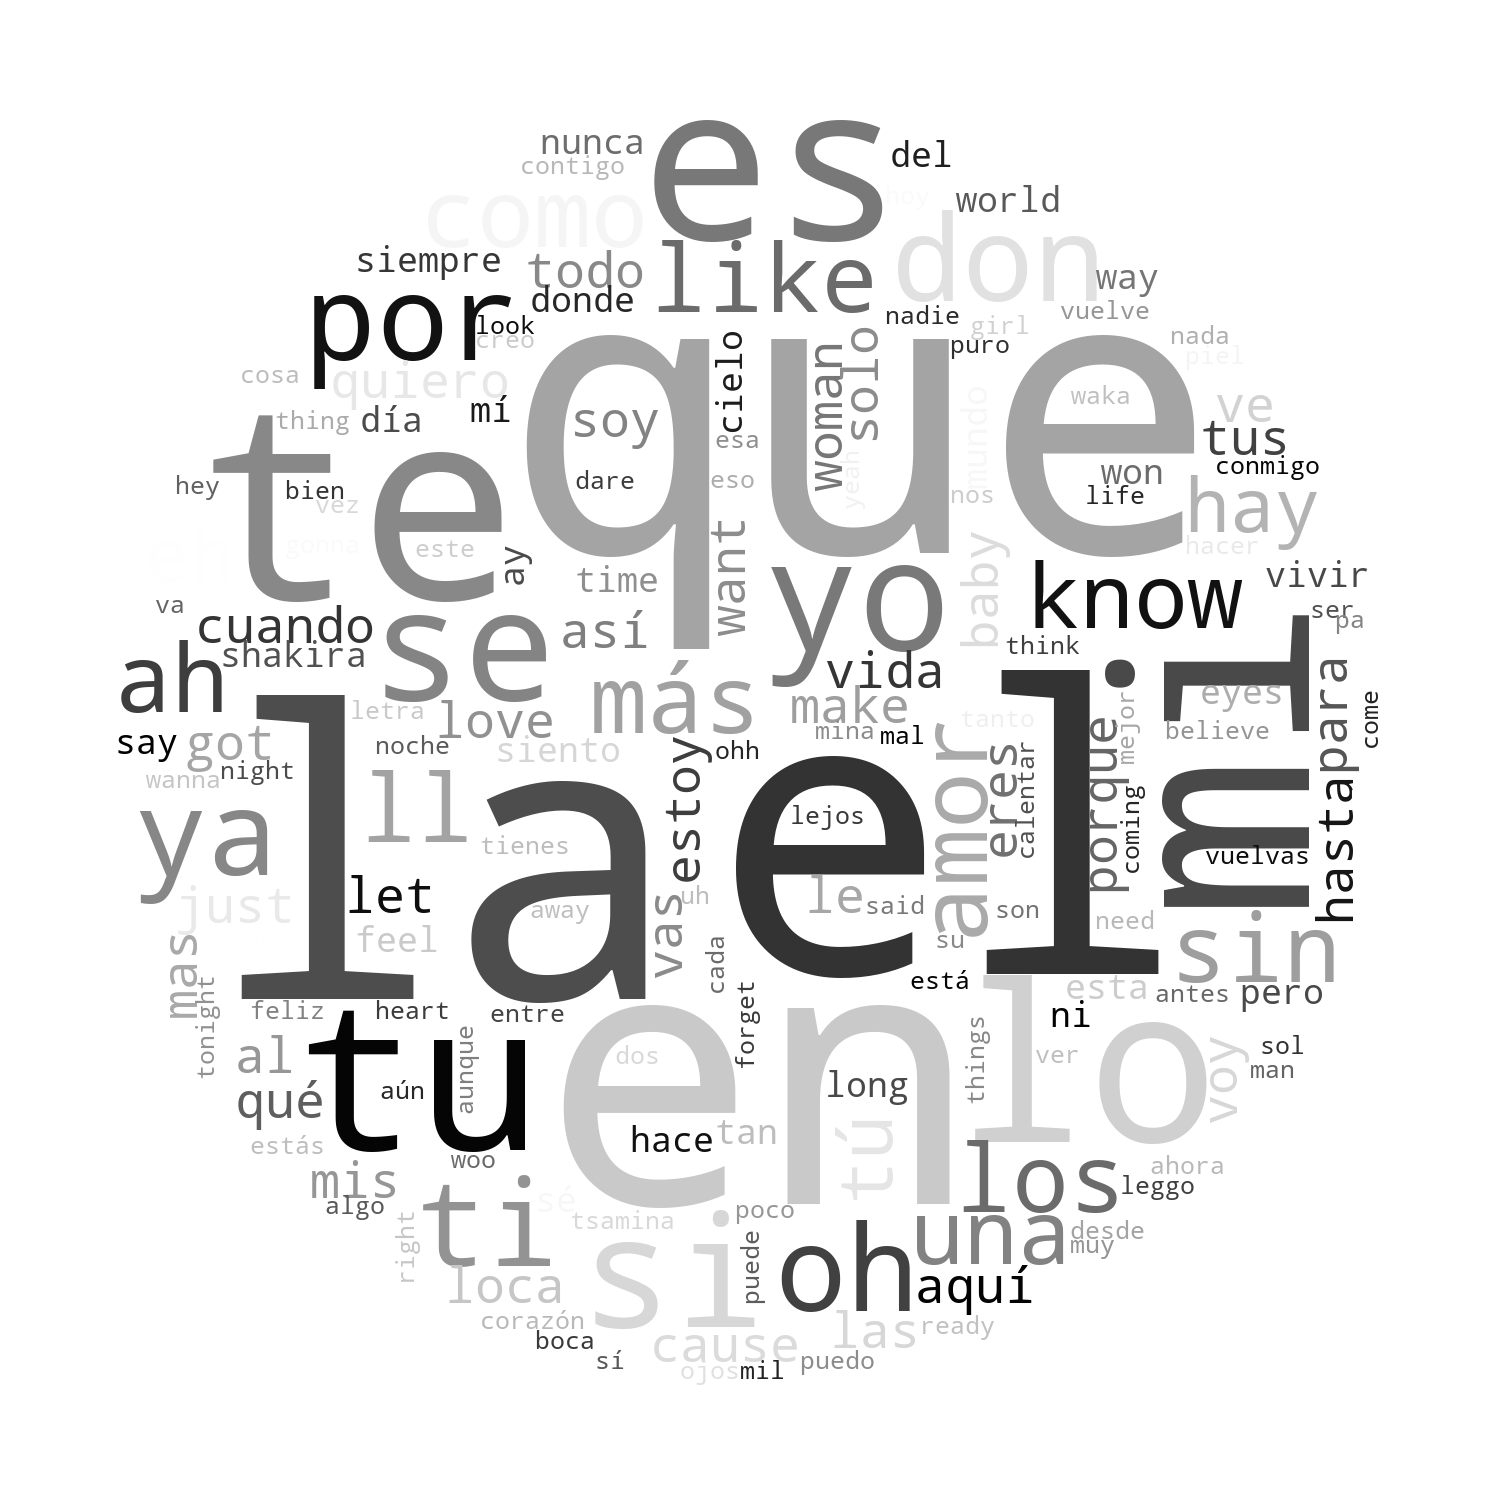 es
nunca
del
contigo
hoy
world
como
don
like
siempre
todo
way
donde
por
vuelve
nadie
look
girl
creo
puro
nada
piel
que
cielo
woman
solo
cosa
quiero
waka
ve
mundo
te
thing
día
mí
soy
tus
esa
conmigo
won
yeah
hey
bien
dare
eso
nos
life
hay
vez
eh
gonna
este
want
baby
hacer
ay
time
yo
know
vivir
va
ser
pa
cuando
se
así
mi
shakira
think
ah
más
vida
para
eyes
la
el
letra
love
make
mejor
come
say
got
noche
siento
estoy
ohh
mina
mal
tanto
believe
amor
eres
porque
calentar
wanna
night
ll
hasta
coming
ya
tienes
lejos
vuelvas
just
let
away
vas
uh
le
said
son
need
sin
mas
feel
cada
su
está
esta
antes
pero
tonight
feliz
heart
entre
forget
en
lo
ni
tu
things
al
aunque
dos
ver
voy
sol
man
qué
aún
long
estás
hace
tan
tú
woo
los
ahora
mis
algo
ti
sé
leggo
tsamina
si
poco
una
desde
muy
right
puede
oh
loca
aquí
corazón
boca
cause
las
ready
sí
ojos
mil
puedo